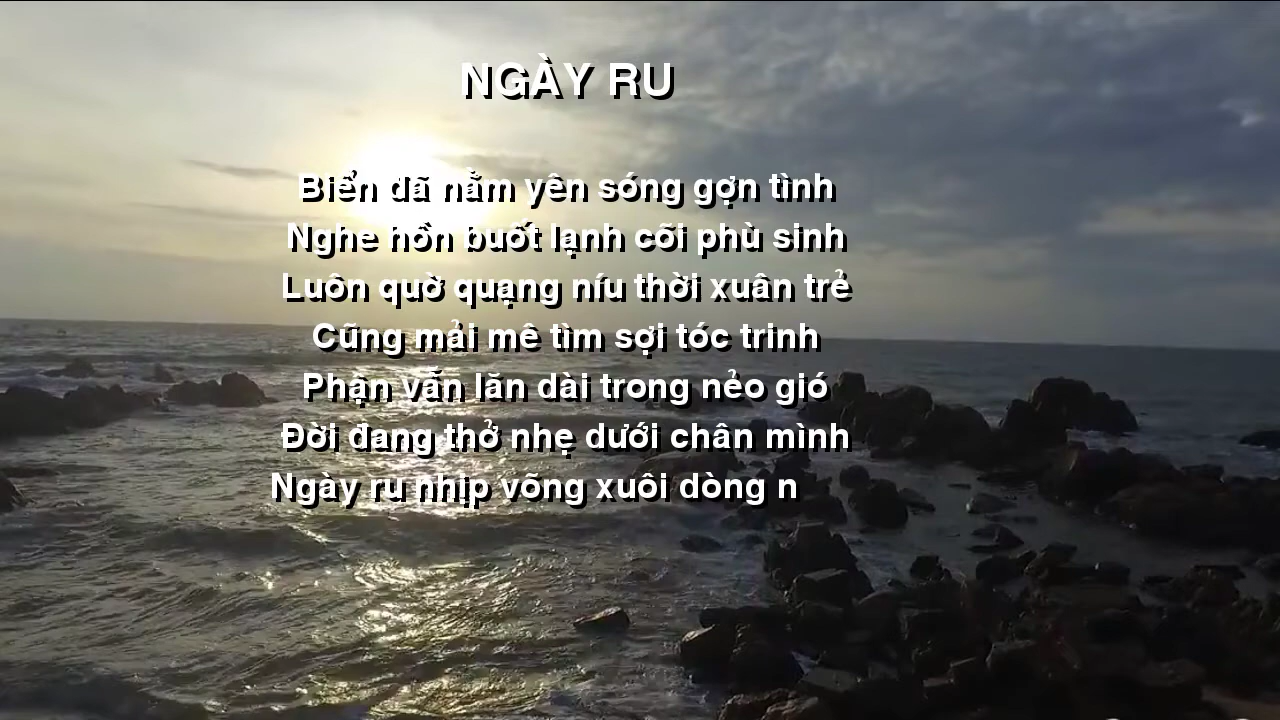 NGÀY RU
Biển đã nằm yên sóng gợn tình
Nghe hồn buốt lạnh cõi phù sinh
Luôn quờ quạng níu thời xuân trẻ
Cũng mải mê tìm sợi tóc trinh
Phận vẫn lăn dài trong nẻo gió
Đời đang thở nhẹ dưới chân mình
Ngày ru nhịp võng xuôi dòng n